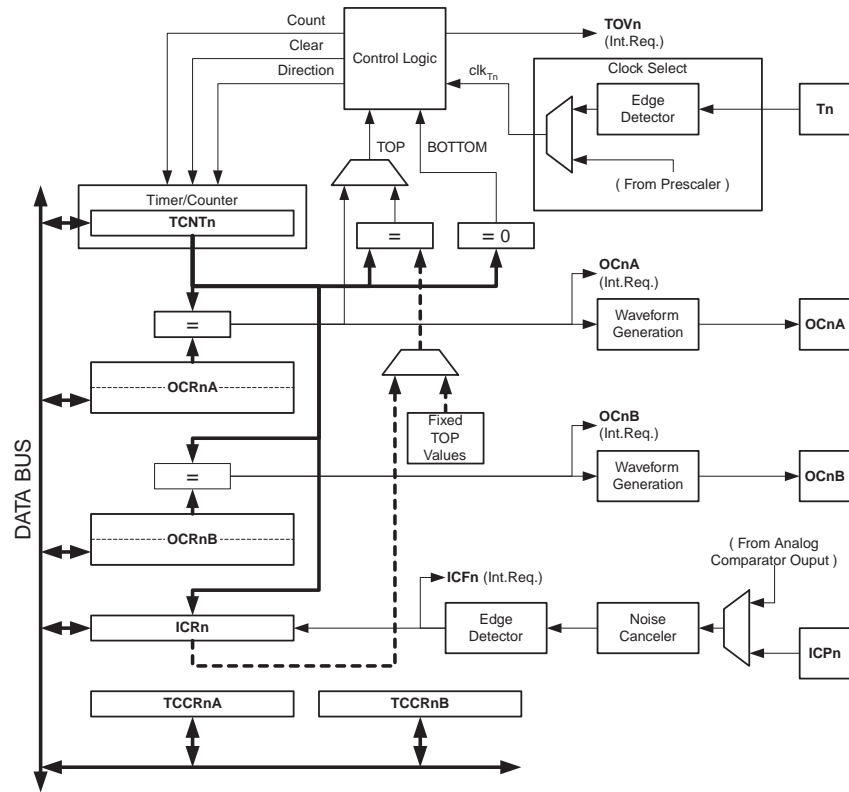 Count
Clear
Direction
Control Logic
TOVn
(Int.Req.)
clkTn
Clock Select
Edge
Detector
Tn
( From Prescaler )
TOP
BOTTOM
Timer/Counter
TCNTn
=
= 0
OCnA
(Int.Req.)
=
Waveform
Generation
OCnA
OCRnA
Fixed
TOP
Values
OCnB
(Int.Req.)
=
Waveform
Generation
OCnB
OCRnB
DATA BUS
( From Analog
Comparator Ouput )
ICFn (Int.Req.)
ICRn
Edge
Detector
Noise
Canceler
ICPn
TCCRnA
TCCRnB